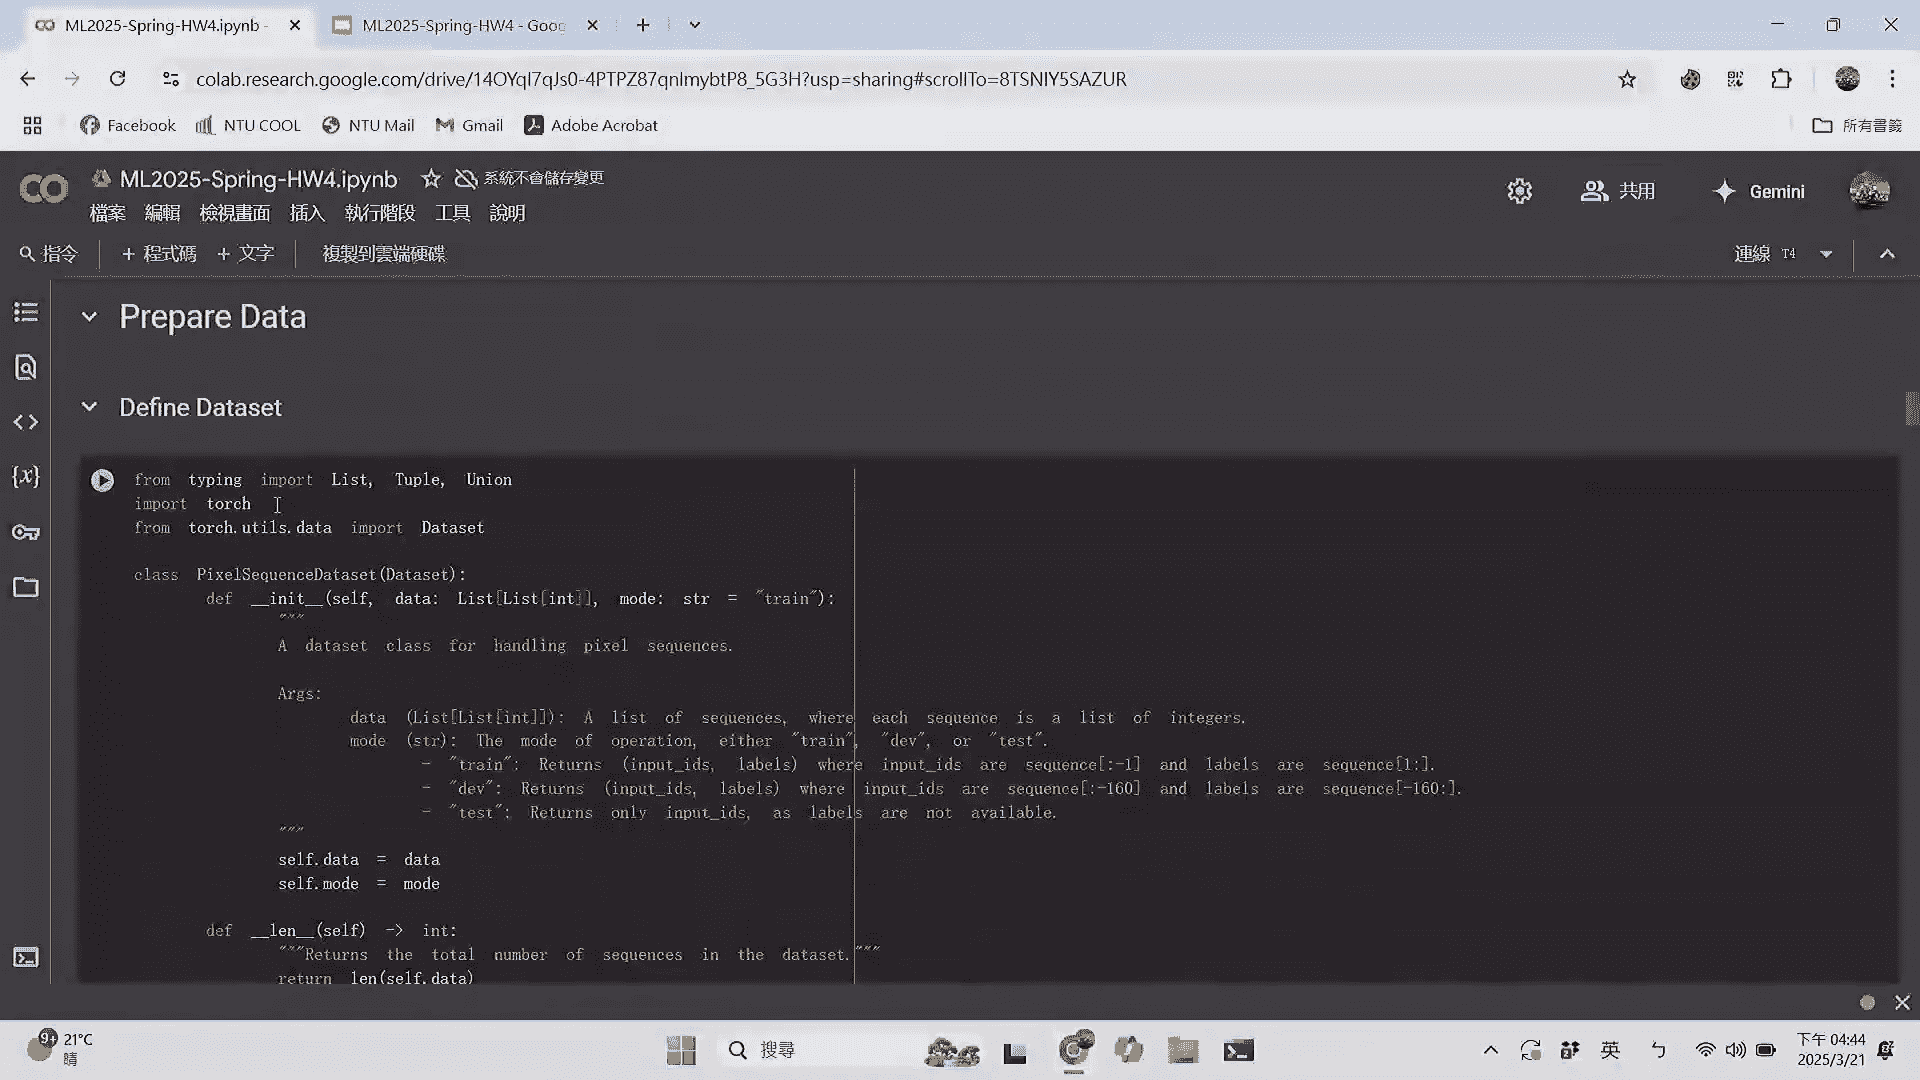 ML2025-Spring-HW4.ipynb -
ML2025-Spring-HW4 - Goo
colab.research.google.com/drive/14OYqI7qJs0-4PTPZ87qnlmybtP8_5G3H?usp=sharing#scrollTo=8TSNIY5SAZUR
Facebook NTU COOL NTU Mail Gmail Adobe Acrobat 所有書籤
ML2025-Spring-HW4.ipynb 系統不會儲存變更
檔案 編輯 檢視畫面 插入 執行階段 工具 說明
共用 Gemini
指令 + 程式碼 + 文字 複製到雲端硬碟
連線 T4
Prepare Data
Define Dataset
from typing import List, Tuple, Union
import torch
from torch.utils.data import Dataset
class PixelSequenceDataset(Dataset):
def __init__(self, data: List[List[int]], mode: str = "train"):
"""
A dataset class for handling pixel sequences.
Args:
data (List[List[int]]): A list of sequences, where each sequence is a list of integers.
mode (str): The mode of operation, either "train", "dev", or "test".
- "train": Returns (input_ids, labels) where input_ids are sequence[:-1] and labels are sequence[1:].
- "dev": Returns (input_ids, labels) where input_ids are sequence[:-160] and labels are sequence[-160:].
- "test": Returns only input_ids, as labels are not available.
"""
self.data = data
self.mode = mode
def __len__(self) -> int:
"""Returns the total number of sequences in the dataset."""
return len(self.data)
9+ 21°C
晴
搜尋
英 ㄅ
下午 04:44
2025/3/21